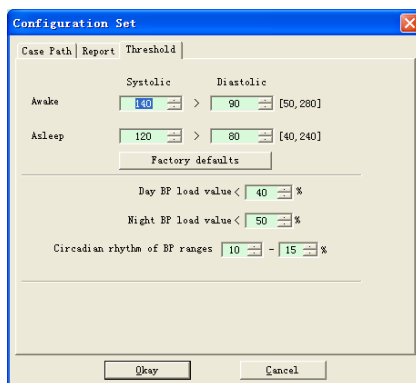 Configuration Set
Case Path Report Threshold
Systolic Diastolic
Awake 140 > 90 [50,280]
Asleep 120 > 80 [40,240]
Factory defaults
Day BP load value< 40 %
Night BP load value< 50 %
Circadian rhythm of BP ranges 10 - 15 %
Okay Cancel